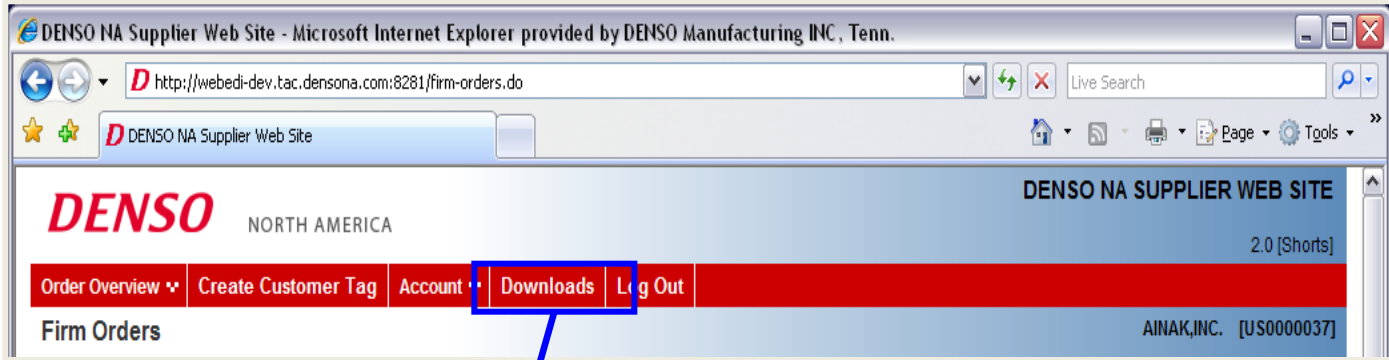 DENSO NA Supplier Web Site - Microsoft Internet Explorer provided by DENSO Manufacturing INC, Tenn.
http://webedi-dev.tac.densona.com:8281/firm-orders.do
Live Search
DENSO NA Supplier Web Site
Page
Tools
»
DENSO NORTH AMERICA
DENSO NA SUPPLIER WEB SITE
2.0 [Shorts]
Order Overview Create Customer Tag Account Downloads Log Out
Firm Orders
AINAK,INC. [US0000037]